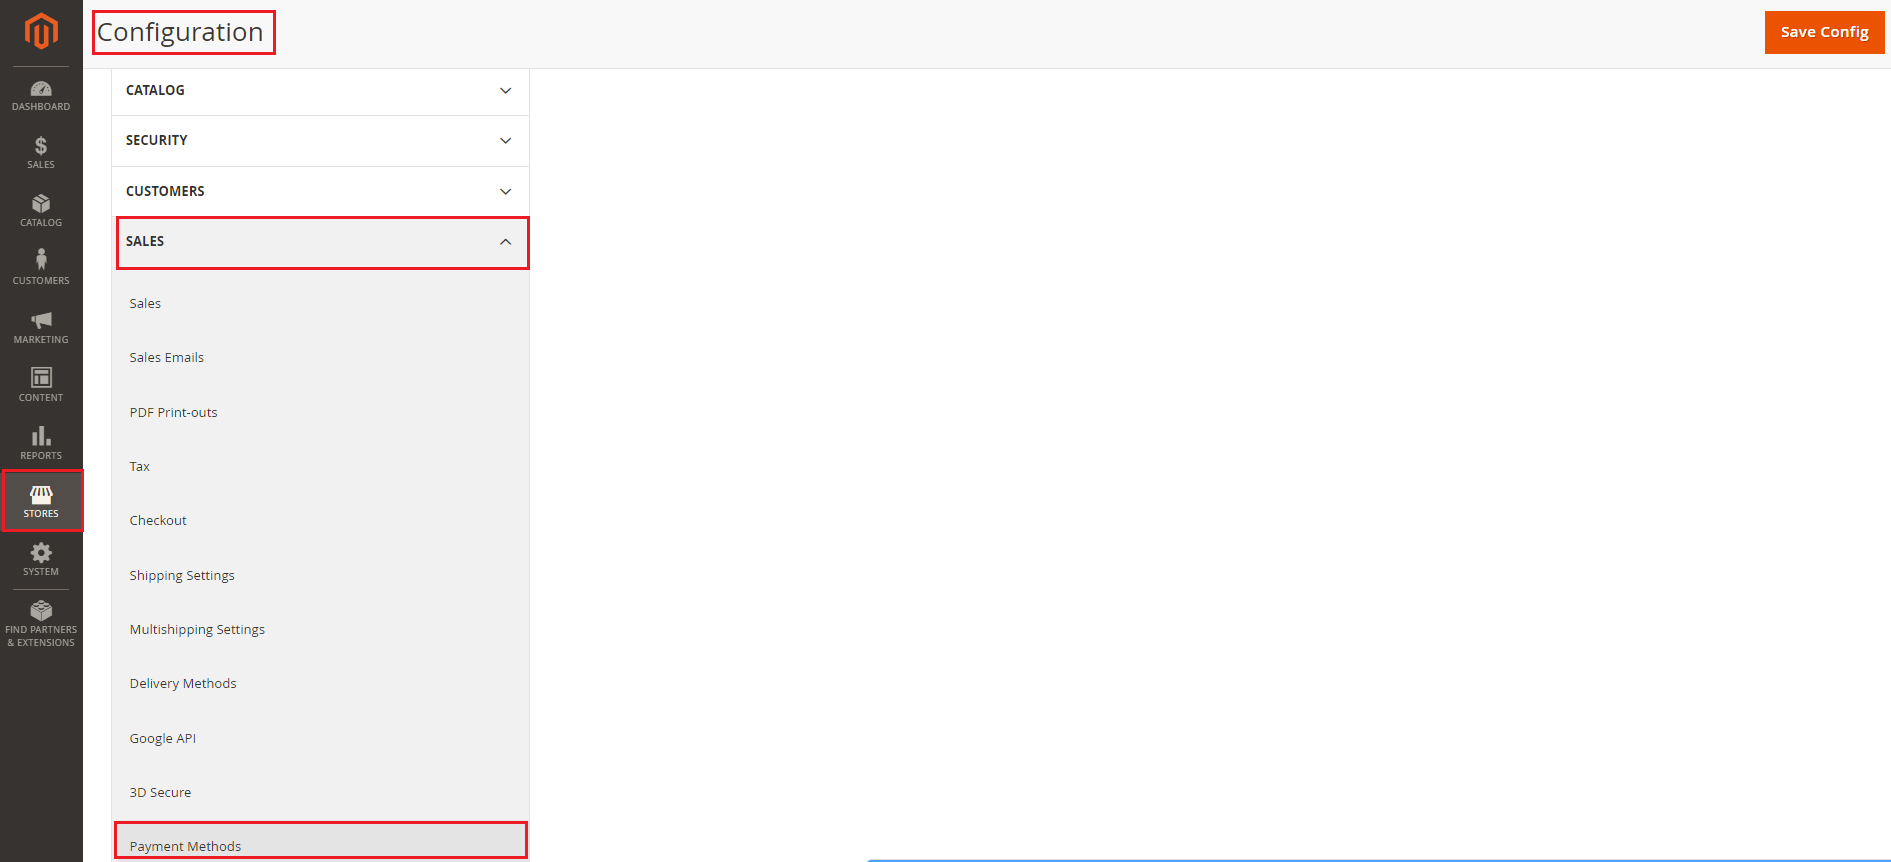 Configuration
Save Config
DASHBOARD
SALES
CATALOG
CUSTOMERS
MARKETING
CONTENT
REPORTS
STORES
SYSTEM
FIND PARTNERS
& EXTENSIONS
CATALOG
SECURITY
CUSTOMERS
SALES
Sales
Sales Emails
PDF Print-outs
Tax
Checkout
Shipping Settings
Multishipping Settings
Delivery Methods
Google API
3D Secure
Payment Methods